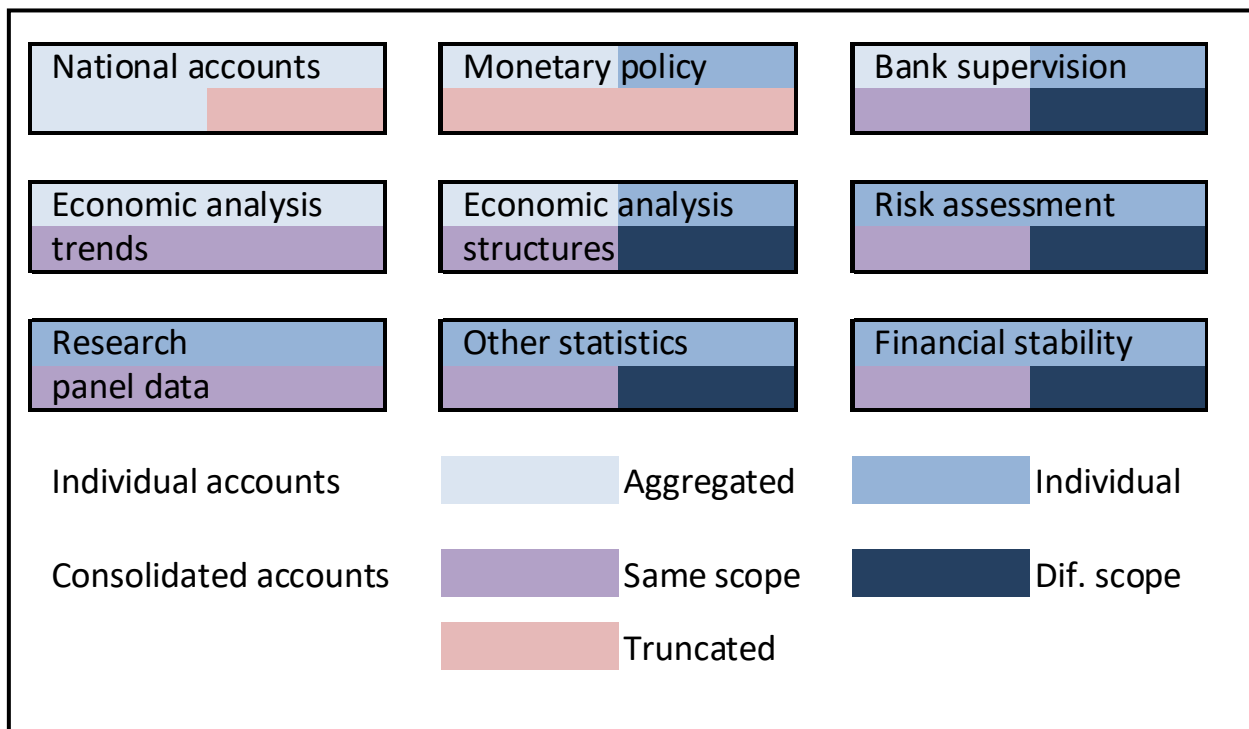 National accounts
Monetary policy
Bank supervision
Economic analysis
trends
Economic analysis
structures
Risk assessment
Research
panel data
Other statistics
Financial stability
Individual accounts
Aggregated
Individual
Consolidated accounts
Same scope
Dif. scope
Truncated